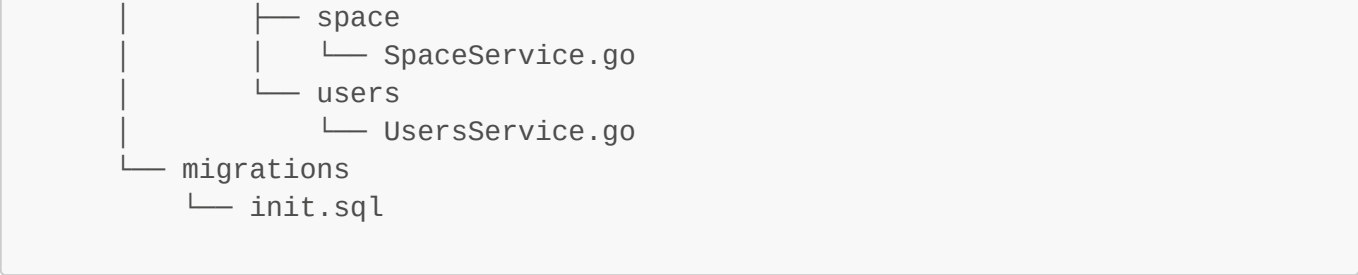 │       ├── space
│       │   └── SpaceService.go
│       └── users
│           └── UsersService.go
└── migrations
    └── init.sql